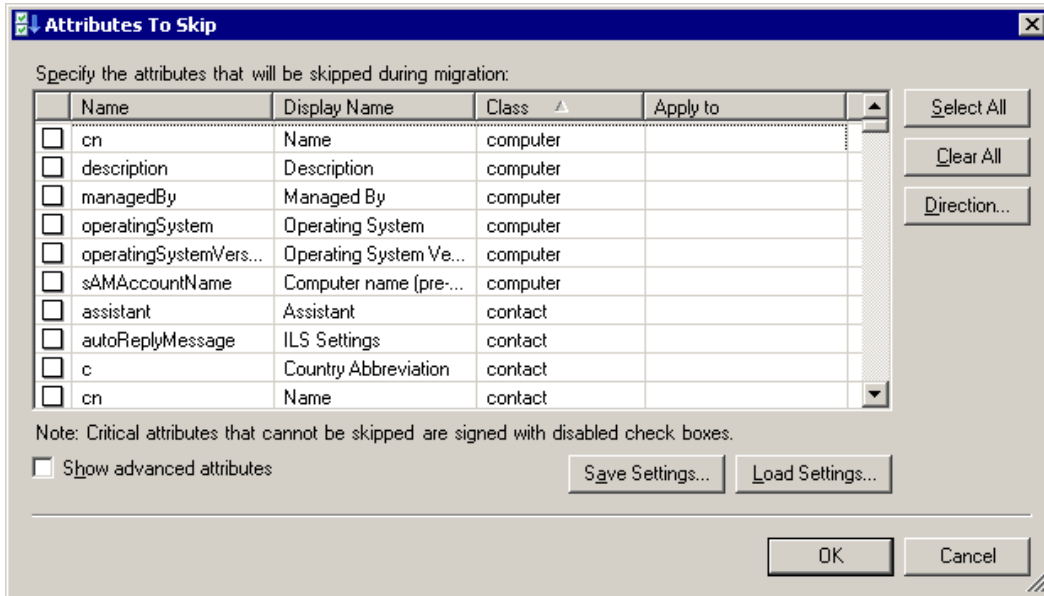 Attributes To Skip
Specify the attributes that will be skipped during migration:
Name Display Name Class Apply to
cn Name computer
description Description computer
managedBy Managed By computer
operatingSystem Operating System computer
operatingSystemVers... Operating System Ve... computer
sAMAccountName Computer name (pre-... computer
assistant Assistant contact
autoReplyMessage ILS Settings contact
c Country Abbreviation contact
cn Name contact
Select All
Clear All
Direction...
Note: Critical attributes that cannot be skipped are signed with disabled check boxes.
Show advanced attributes
Save Settings... Load Settings...
OK Cancel